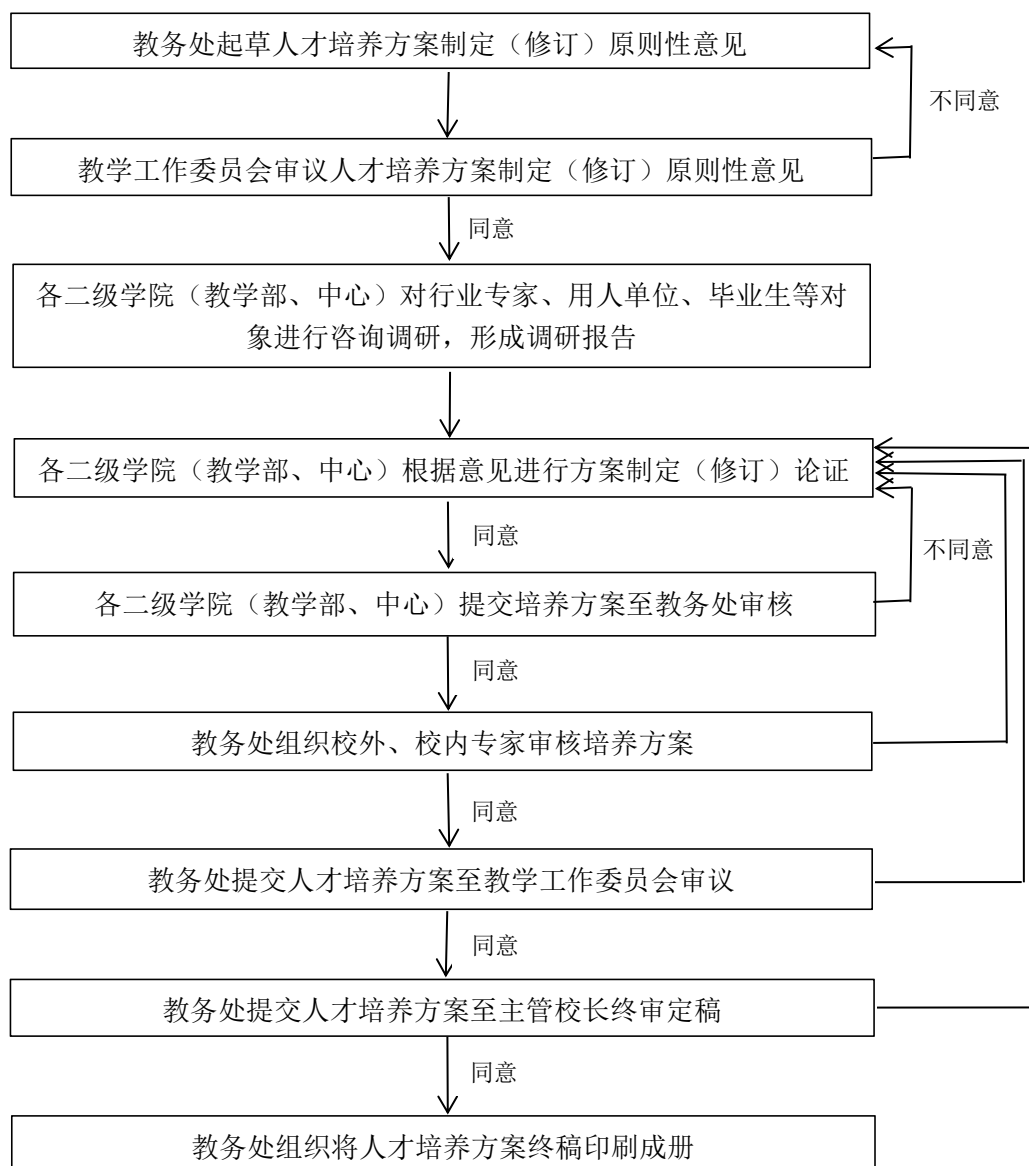 教务处起草人才培养方案制定（修订）原则性意见
不同意
教学工作委员会审议人才培养方案制定（修订）原则性意见
同意
各二级学院（教学部、中心）对行业专家、用人单位、毕业生等对
象进行咨询调研，形成调研报告
各二级学院（教学部、中心）根据意见进行方案制定（修订）论证
同意
不同意
各二级学院（教学部、中心）提交培养方案至教务处审核
同意
教务处组织校外、校内专家审核培养方案
同意
教务处提交人才培养方案至教学工作委员会审议
同意
教务处提交人才培养方案至主管校长终审定稿
同意
教务处组织将人才培养方案终稿印刷成册